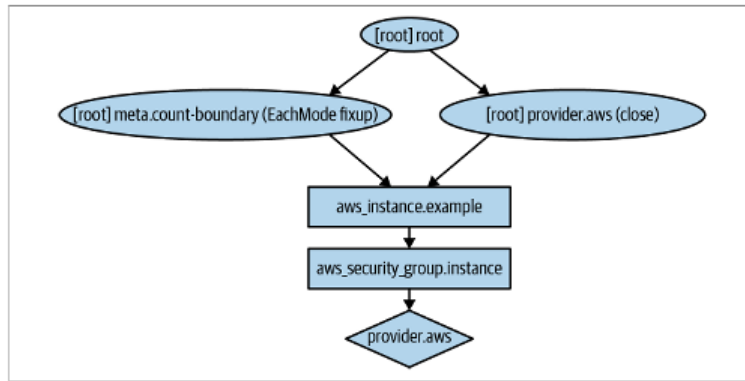 [root] root
[root] meta.count-boundary (EachMode fixup)
[root] provider.aws (close)
aws_instance.example
aws_security_group.instance
provider.aws